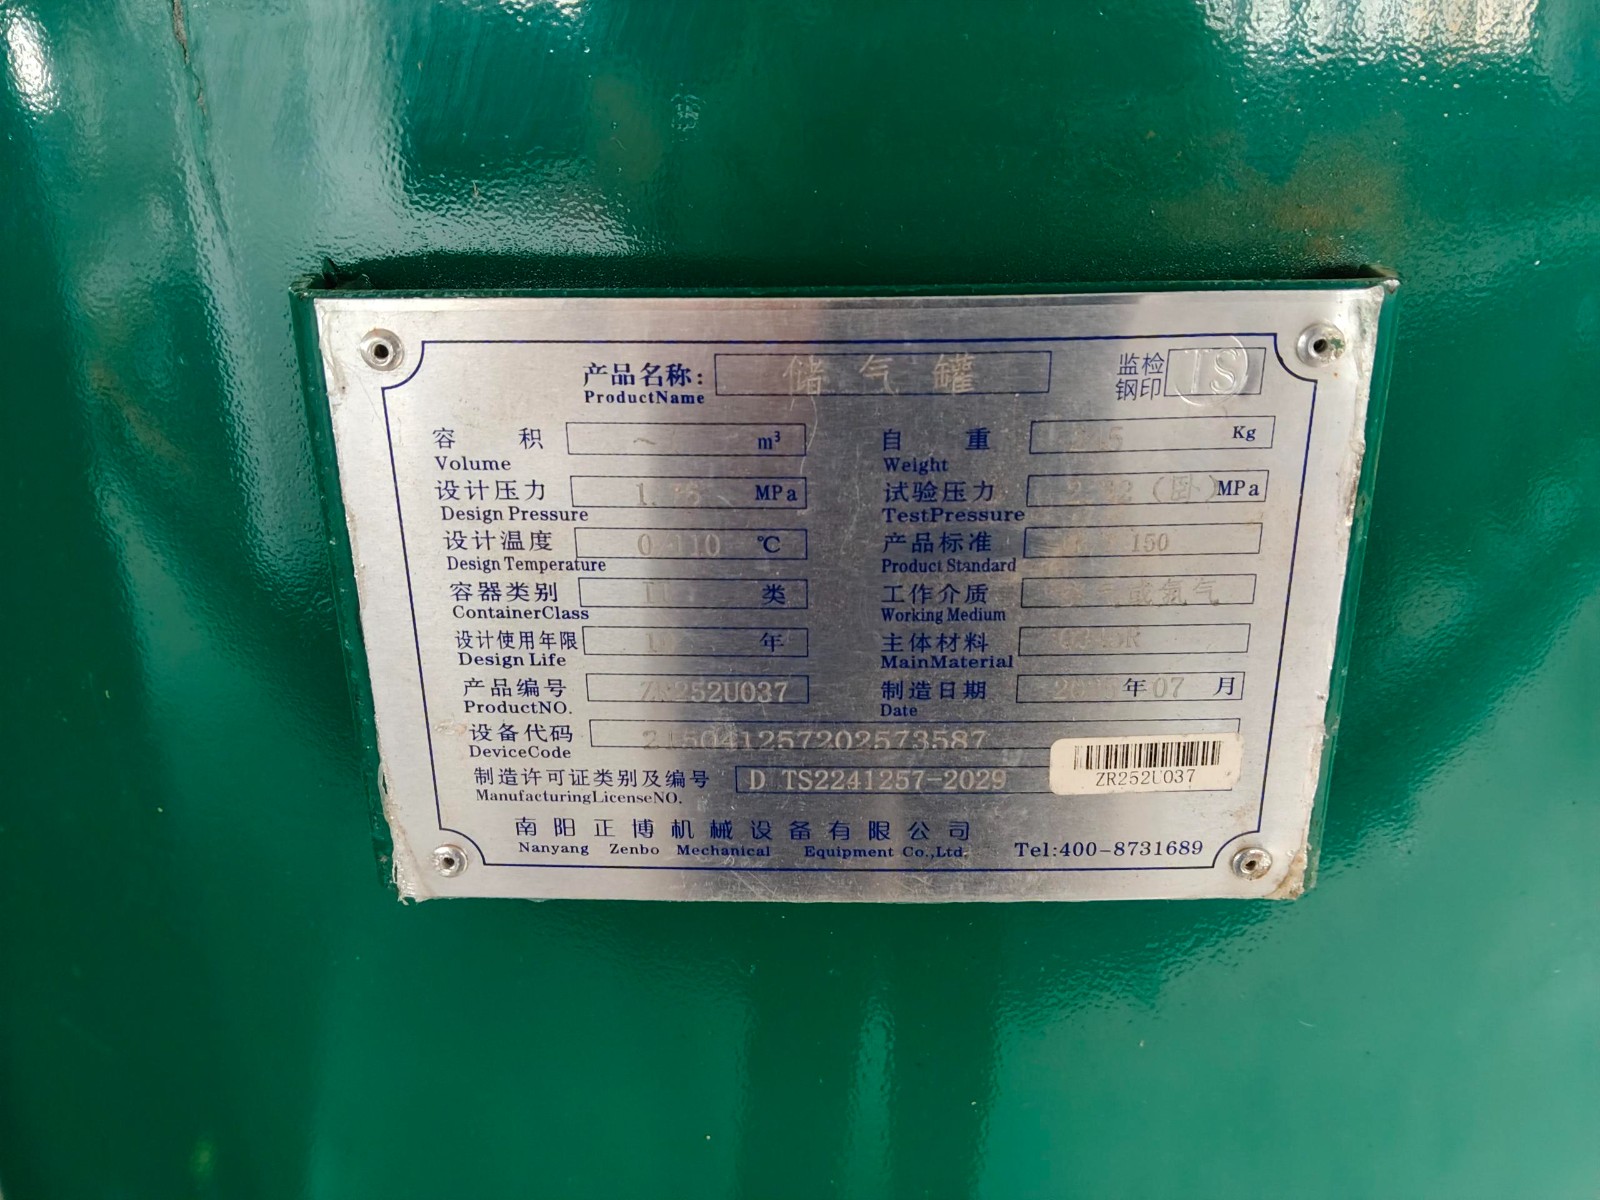 产品名称: 储气罐 监检
ProductName 钢印 TS
容 积 m³ 自 重 Kg
Volume Weight
设计压力 MPa 试验压力 (卧) MPa
Design Pressure TestPressure
设计温度 ℃ 产品标准 150
Design Temperature Product Standard
容器类别 类 工作介质 或氮气
ContainerClass Working Medium
设计使用年限 年 主体材料
Design Life MainMaterial
产品编号 ZR252U037 制造日期 年 07 月
ProductNO. Date
设备代码
DeviceCode
ZR252U037
制造许可证类别及编号 D TS2241257-2029
ManufacturingLicenseNO.
南阳正博机械设备有限公司
Nanyang Zenbo Mechanical Equipment Co.,Ltd. Tel:400-8731689